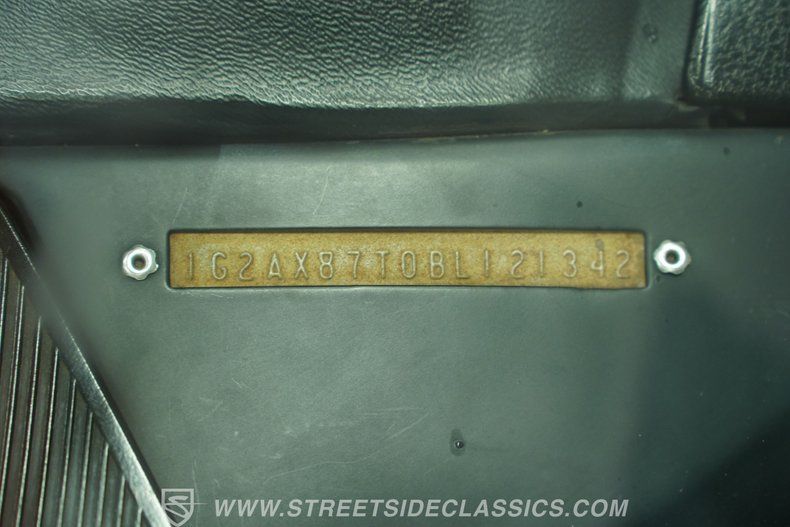 1G2AX87T0BL121342
WWW.STREETSIDECLASSICS.COM